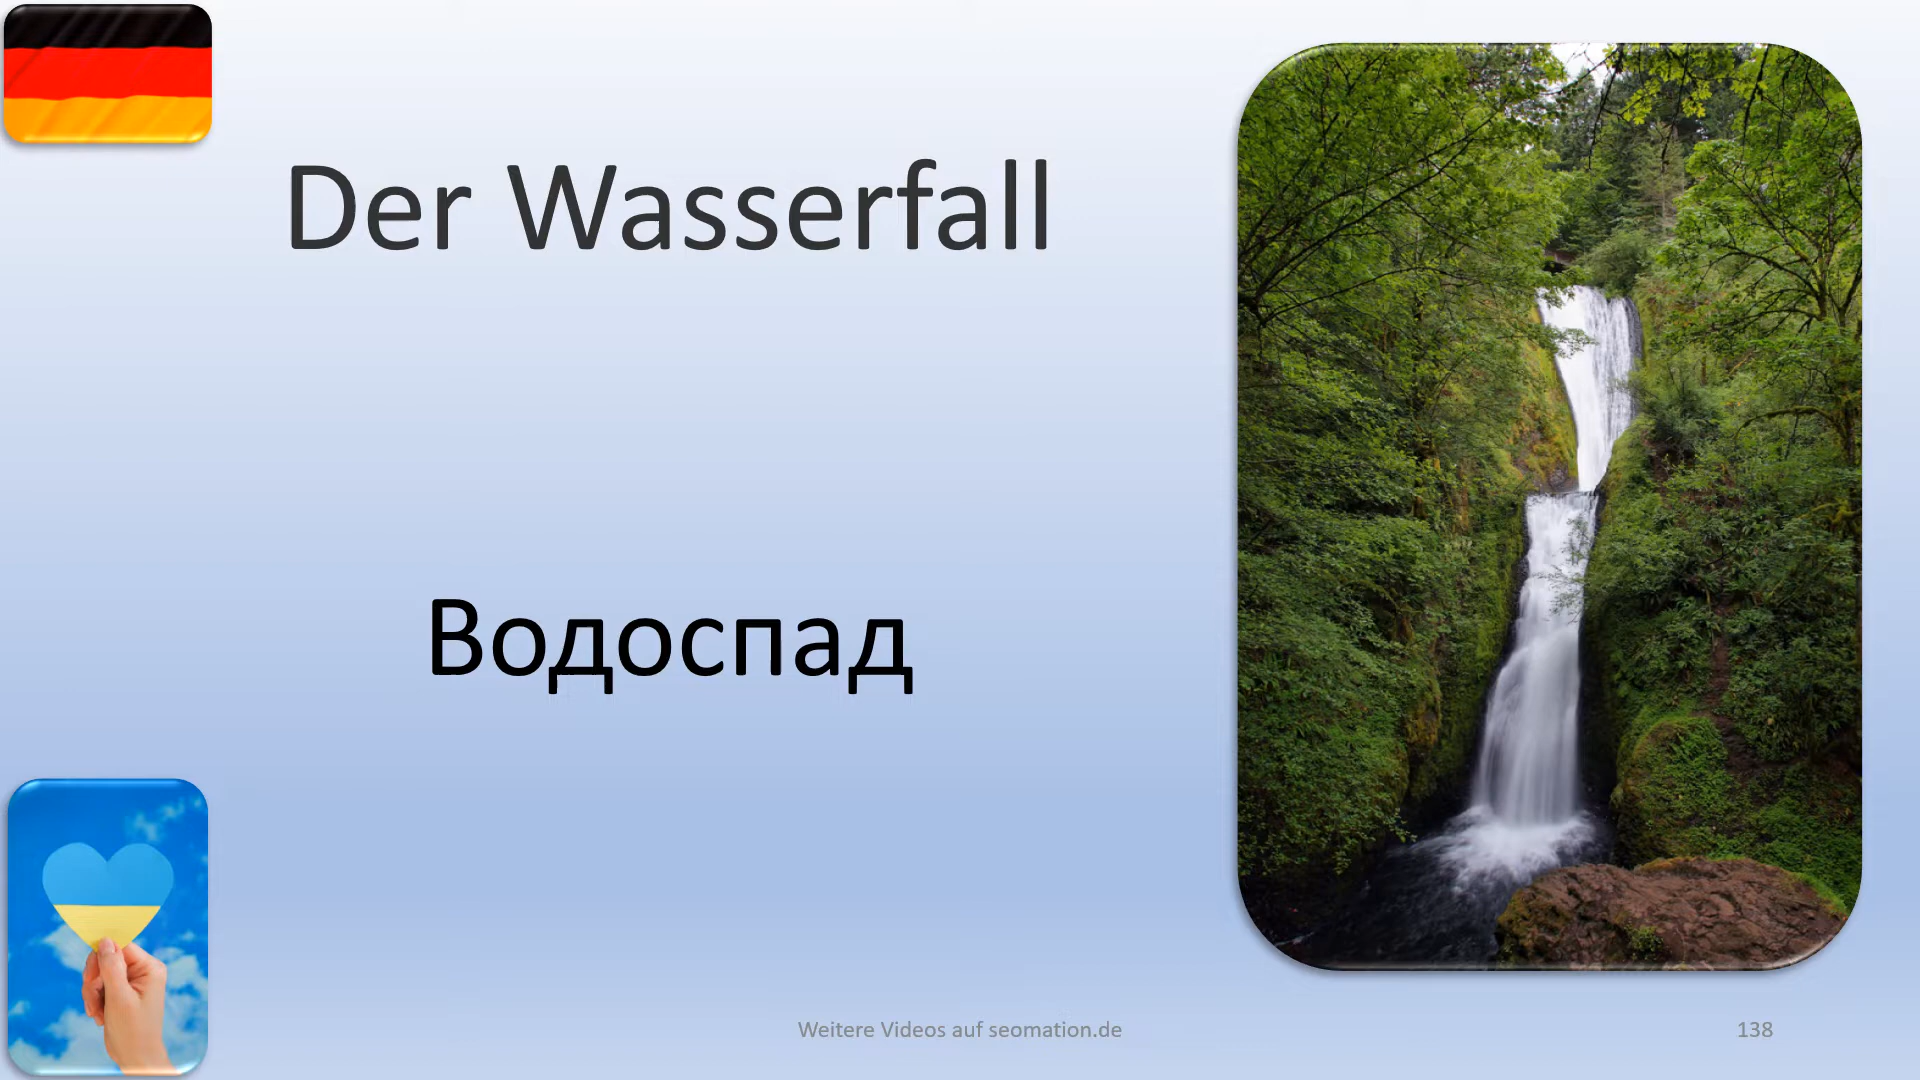 Der Wasserfall
Водоспад
Weitere Videos auf seomation.de
138